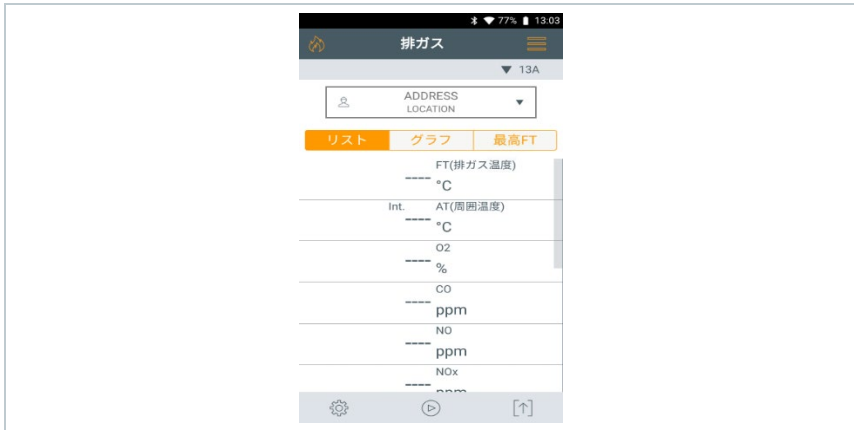 77% 13:03
排ガス
13A
ADDRESS
LOCATION
リスト グラフ 最高FT
FT(排ガス温度)
---- °C
Int. AT(周囲温度)
---- °C
O2
---- %
CO
---- ppm
NO
---- ppm
NOx
---- ppm